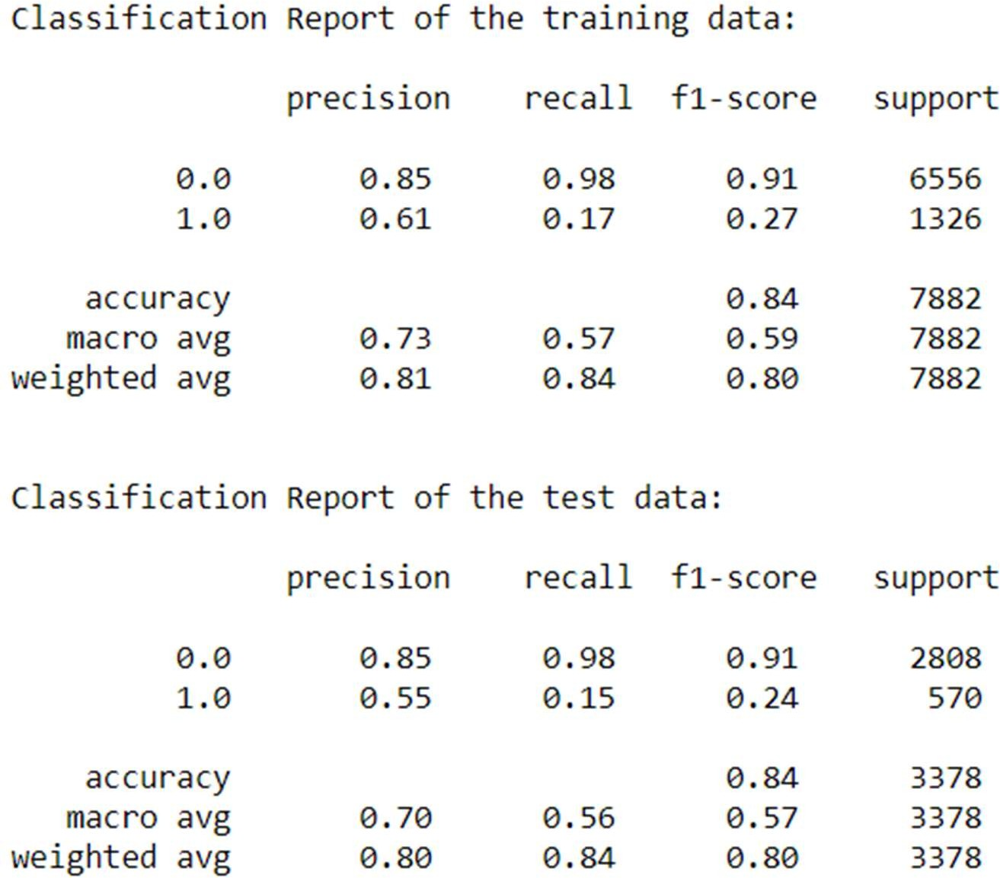 Classification Report of the training data:
precision recall f1-score support
0.0 0.85 0.98 0.91 6556
1.0 0.61 0.17 0.27 1326
accuracy 0.84 7882
macro avg 0.73 0.57 0.59 7882
weighted avg 0.81 0.84 0.80 7882
Classification Report of the test data:
precision recall f1-score support
0.0 0.85 0.98 0.91 2808
1.0 0.55 0.15 0.24 570
accuracy 0.84 3378
macro avg 0.70 0.56 0.57 3378
weighted avg 0.80 0.84 0.80 3378